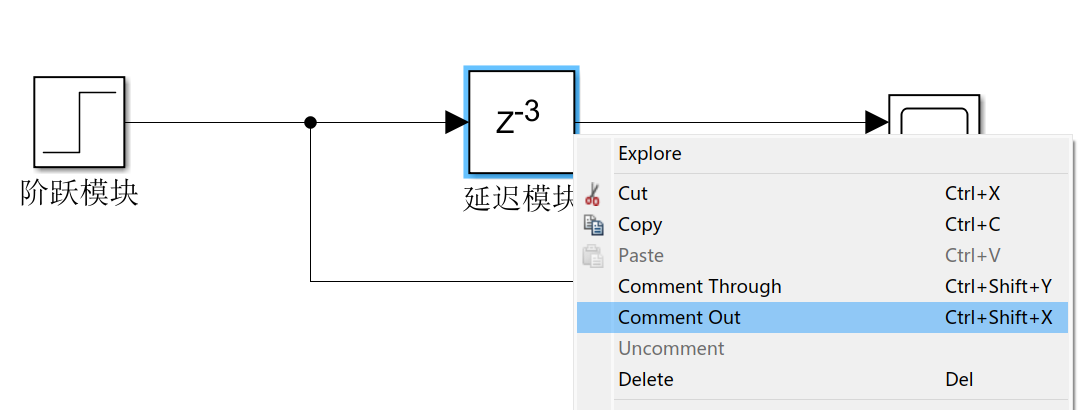 z-3
阶跃模块
延迟模块
Explore
Cut Ctrl+X
Copy Ctrl+C
Paste Ctrl+V
Comment Through Ctrl+Shift+Y
Comment Out Ctrl+Shift+X
Uncomment
Delete Del